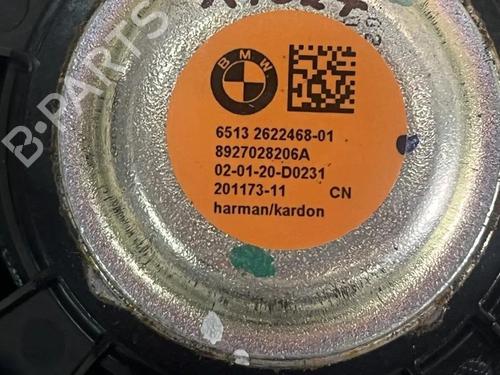 B-PARTS
BMW
6513 2622468-01
8927028206A
02-01-20-D0231
201173-11 CN
harman/kardon